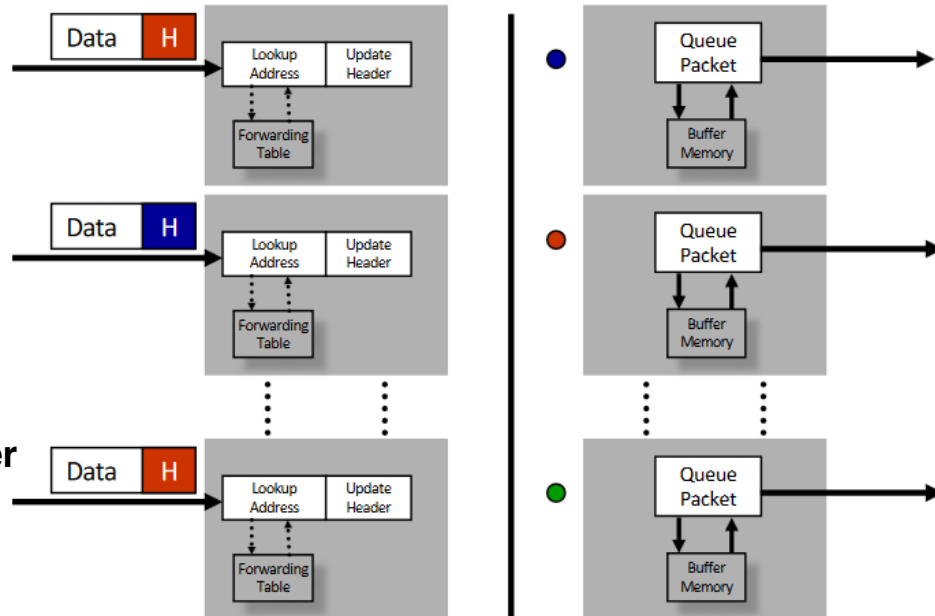 Data H
Lookup Address
Update Header
Forwarding Table
Queue Packet
Buffer Memory
Data H
Lookup Address
Update Header
Forwarding Table
Queue Packet
Buffer Memory
er
Data H
Lookup Address
Update Header
Forwarding Table
Queue Packet
Buffer Memory